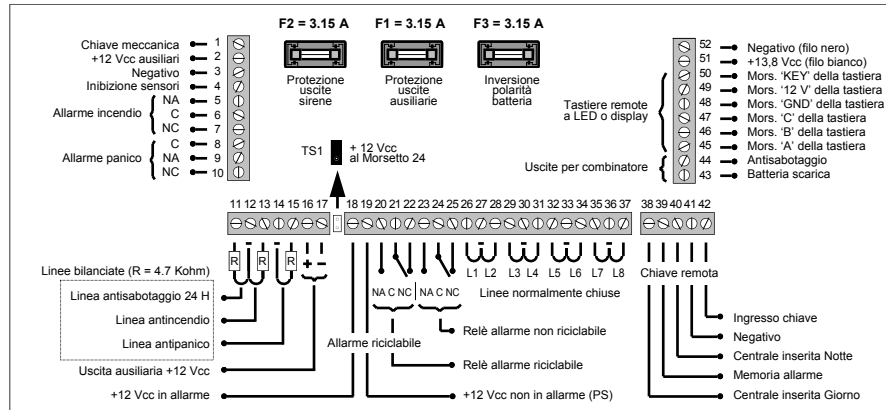 F2 = 3.15 A
F1 = 3.15 A
F3 = 3.15 A
Protezione
uscite
sirene
Protezione
uscite
ausiliarie
Inversione
polarità
batteria
Chiave meccanica 1
+12 Vcc ausiliari 2
Negativo 3
Inibizione sensori 4
Allarme incendio
NA 5
C 6
NC 7
Allarme panico
C 8
NA 9
NC 10
TS1
+ 12 Vcc
al Morsetto 24
52 Negativo (filo nero)
51 +13,8 Vcc (filo bianco)
50 Mors. 'KEY' della tastiera
49 Mors. '12 V' della tastiera
48 Mors. 'GND' della tastiera
47 Mors. 'C' della tastiera
46 Mors. 'B' della tastiera
45 Mors. 'A' della tastiera
44 Antisabotaggio
43 Batteria scarica
Tastiere remote
a LED o display
Uscite per combinatore
11 12 13 14 15 16 17 18 19 20 21 22 23 24 25 26 27 28 29 30 31 32 33 34 35 36 37 38 39 40 41 42
R R R + –
Linee bilanciate (R = 4.7 Kohm)
Linea antisabotaggio 24 H
Linea antincendio
Linea antipanico
Uscita ausiliaria +12 Vcc
+12 Vcc in allarme
NA C NC NA C NC
L1 L2 L3 L4 L5 L6 L7 L8
Linee normalmente chiuse
Chiave remota
Allarme riciclabile
Relè allarme non riciclabile
Relè allarme riciclabile
+12 Vcc non in allarme (PS)
Ingresso chiave
Negativo
Centrale inserita Notte
Memoria allarme
Centrale inserita Giorno